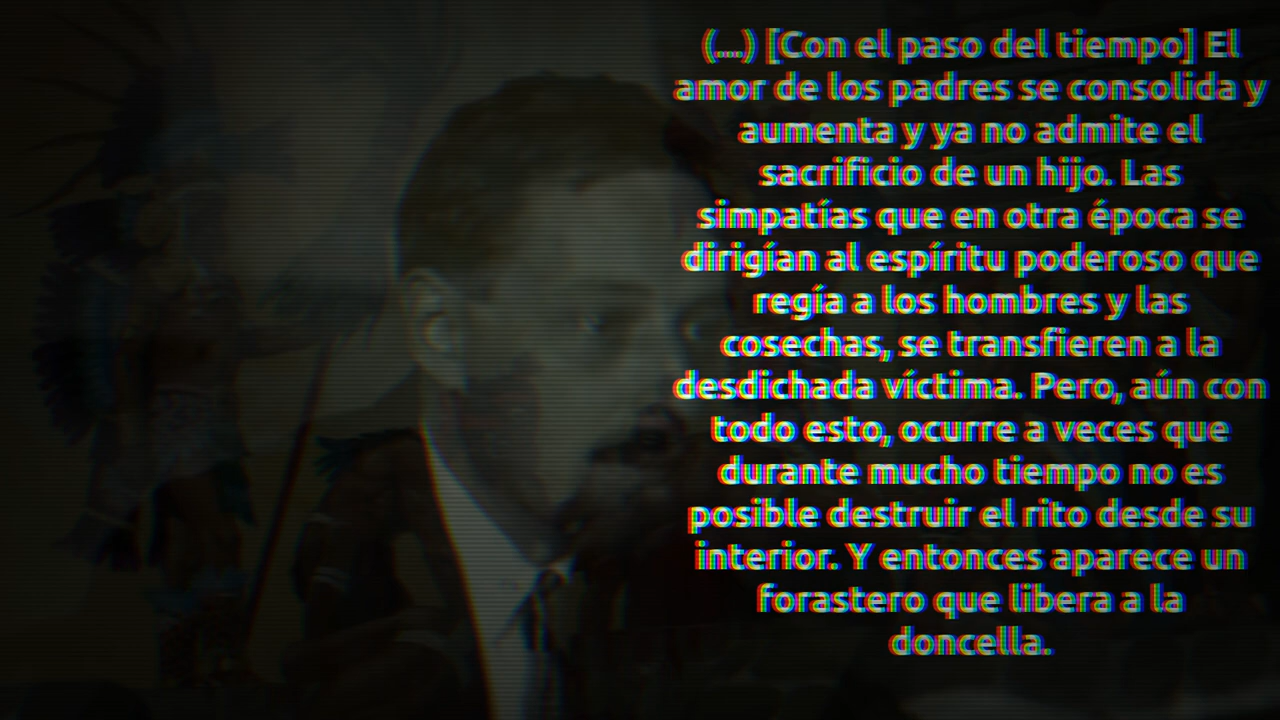 (...) [Con el paso del tiempo] El
amor de los padres se consolida y
aumenta y ya no admite el
sacrificio de un hijo. Las
simpatías que en otra época se
dirigían al espíritu poderoso que
regía a los hombres y las
cosechas, se transfieren a la
desdichada víctima. Pero, aún con
todo esto, ocurre a veces que
durante mucho tiempo no es
posible destruir el rito desde su
interior. Y entonces aparece un
forastero que libera a la
doncella.